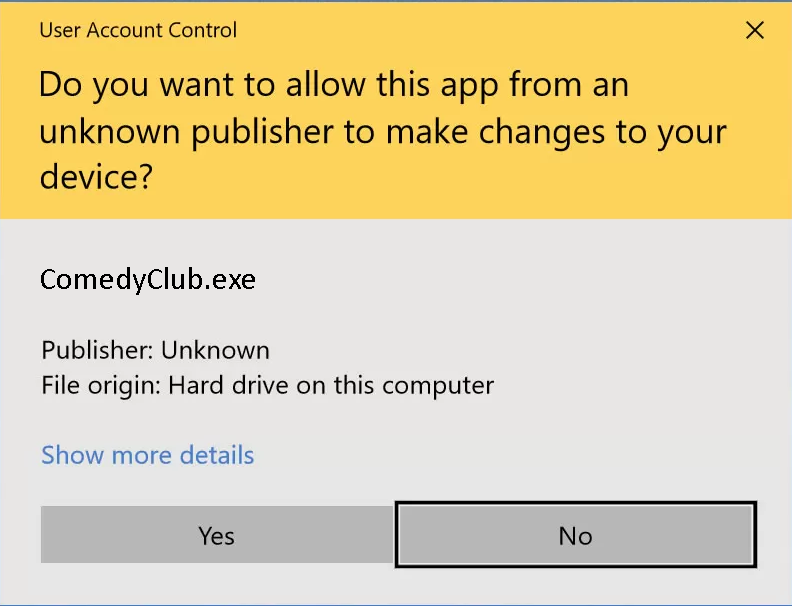 User Account Control
Do you want to allow this app from an
unknown publisher to make changes to your
device?
ComedyClub.exe
Publisher: Unknown
File origin: Hard drive on this computer
Show more details
Yes
No